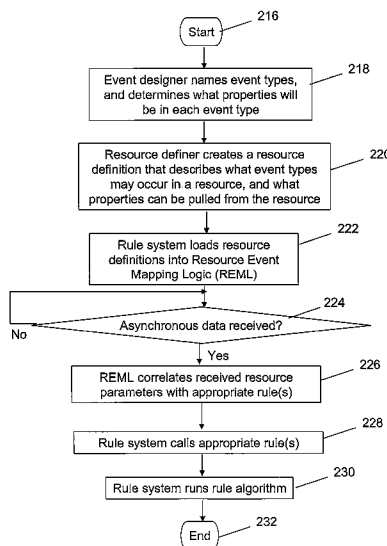 216
Start
218
Event designer names event types,
and determines what properties will
be in each event type
220
Resource definer creates a resource
definition that describes what event types
may occur in a resource, and what
properties can be pulled from the resource
222
Rule system loads resource
definitions into Resource Event
Mapping Logic (REML)
224
Asynchronous data received?
No
Yes
226
REML correlates received resource
parameters with appropriate rule(s)
228
Rule system calls appropriate rule(s)
230
Rule system runs rule algorithm
End
232